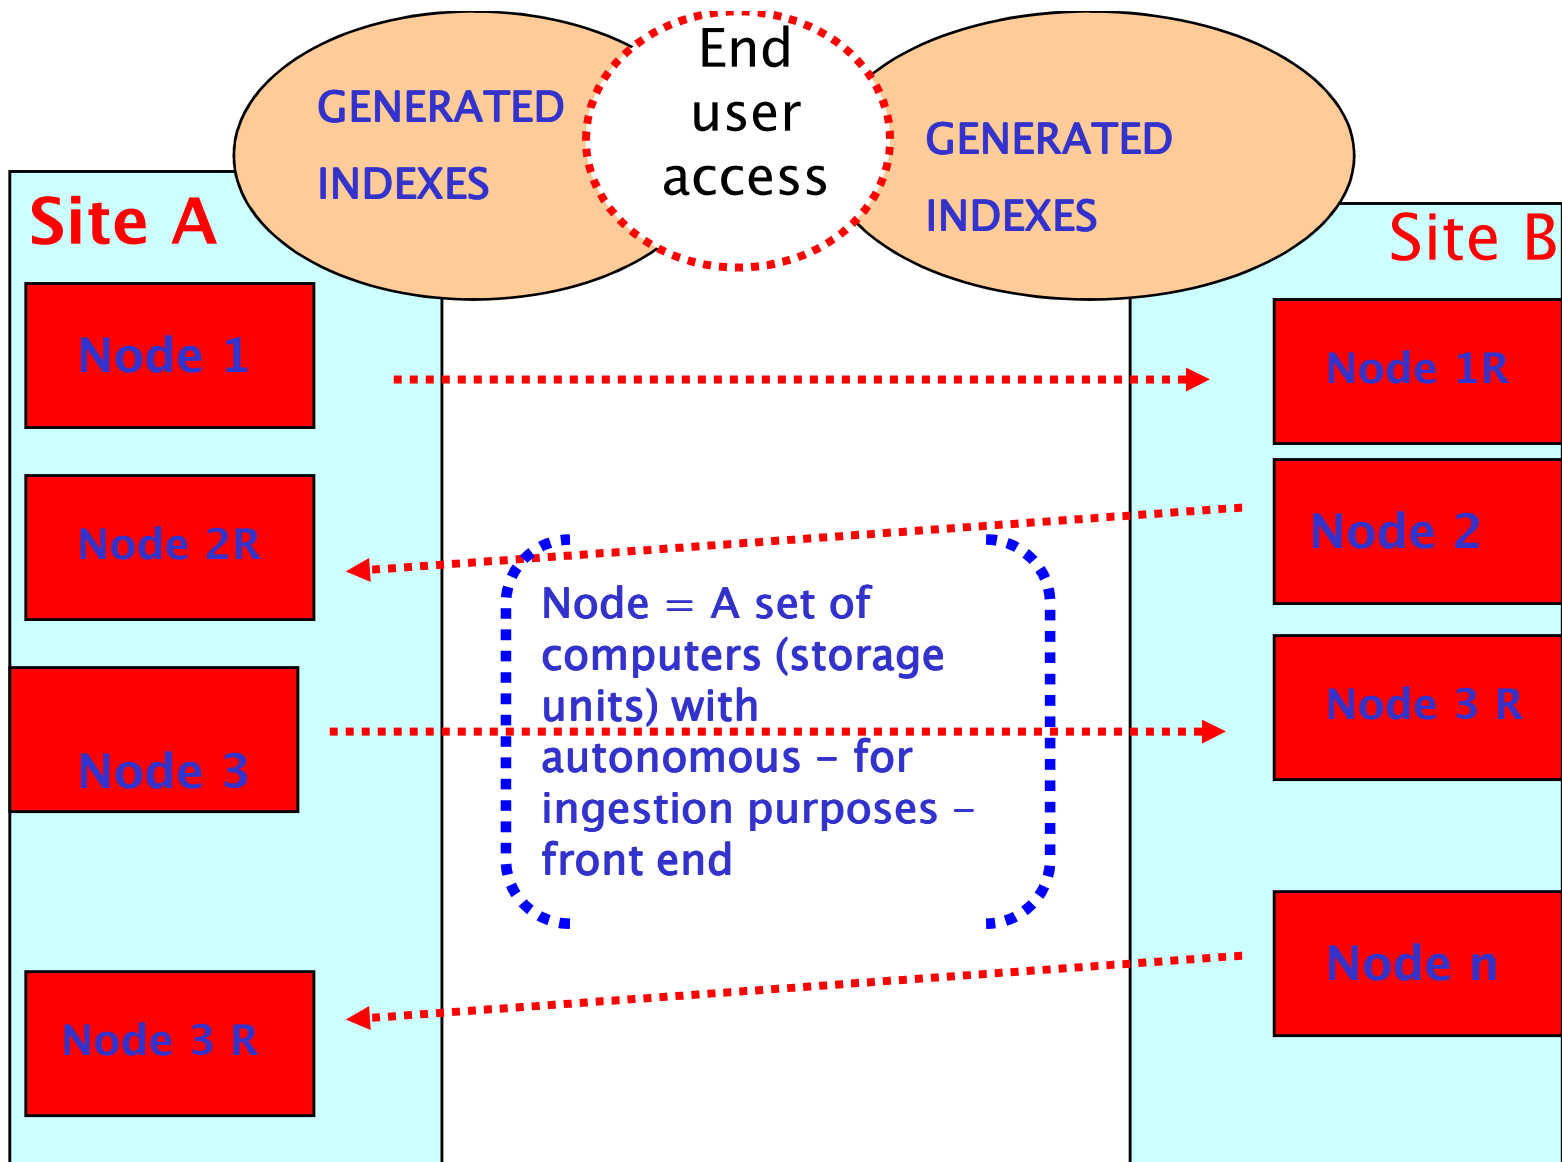 End
user
access
GENERATED
INDEXES
GENERATED
INDEXES
Site A
Node 1
Node 2R
Node 3
Node 3 R
Node = A set of
computers (storage
units) with
autonomous – for
ingestion purposes –
front end
Site B
Node 1R
Node 2
Node 3 R
Node n